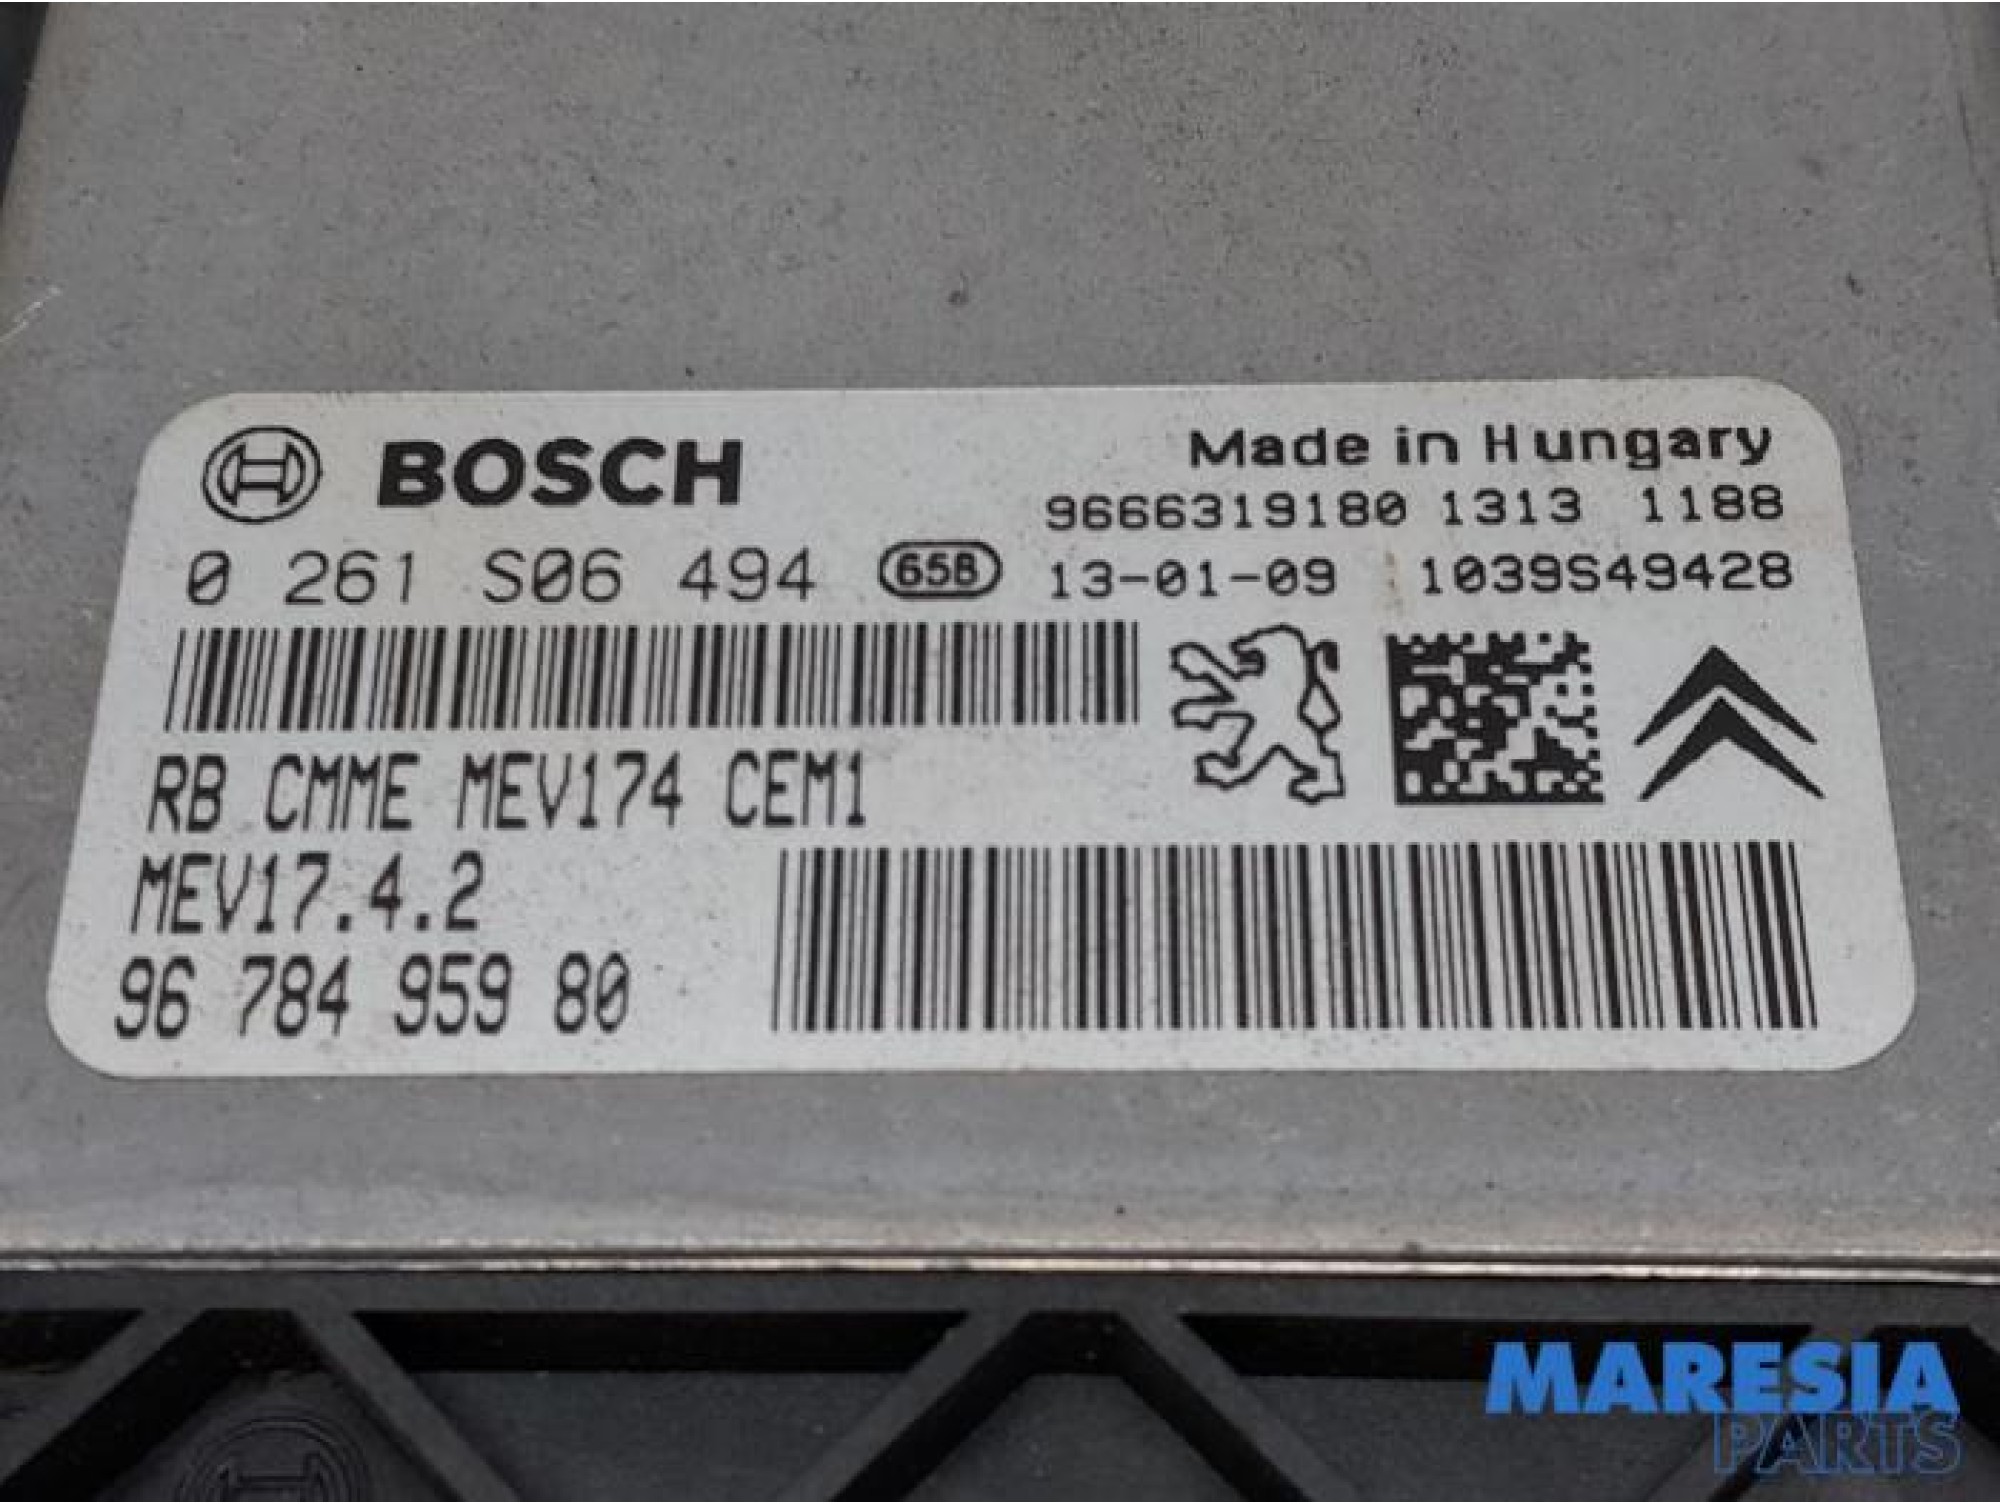 BOSCH
Made in Hungary
9666319180 1313 1188
0 261 S06 494 65B 13-01-09 1039S49428
RB CMME MEV174 CEM1
MEV17.4.2
96 784 959 80
MARESIA
PARTS